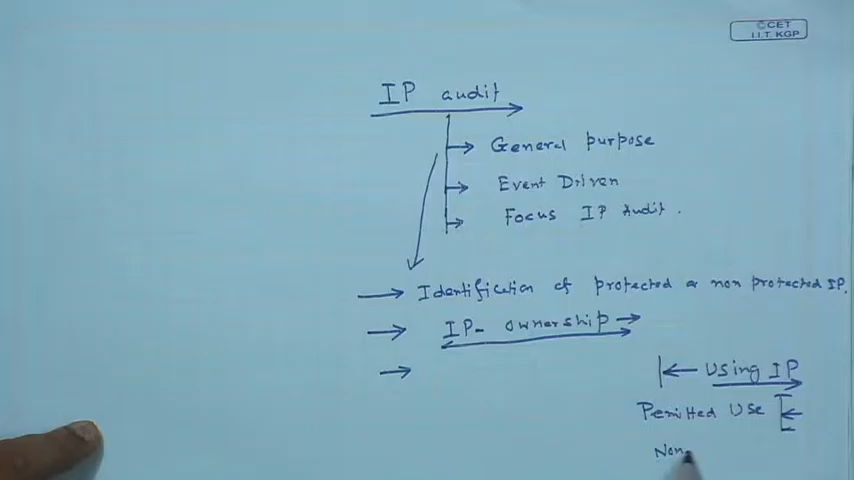 ©CET
I.I.T. KGP
IP audit
General purpose
Event Driven
Focus IP Audit.
Identification of protected & non protected IP.
IP- ownership
Using IP
Permitted Use
Non